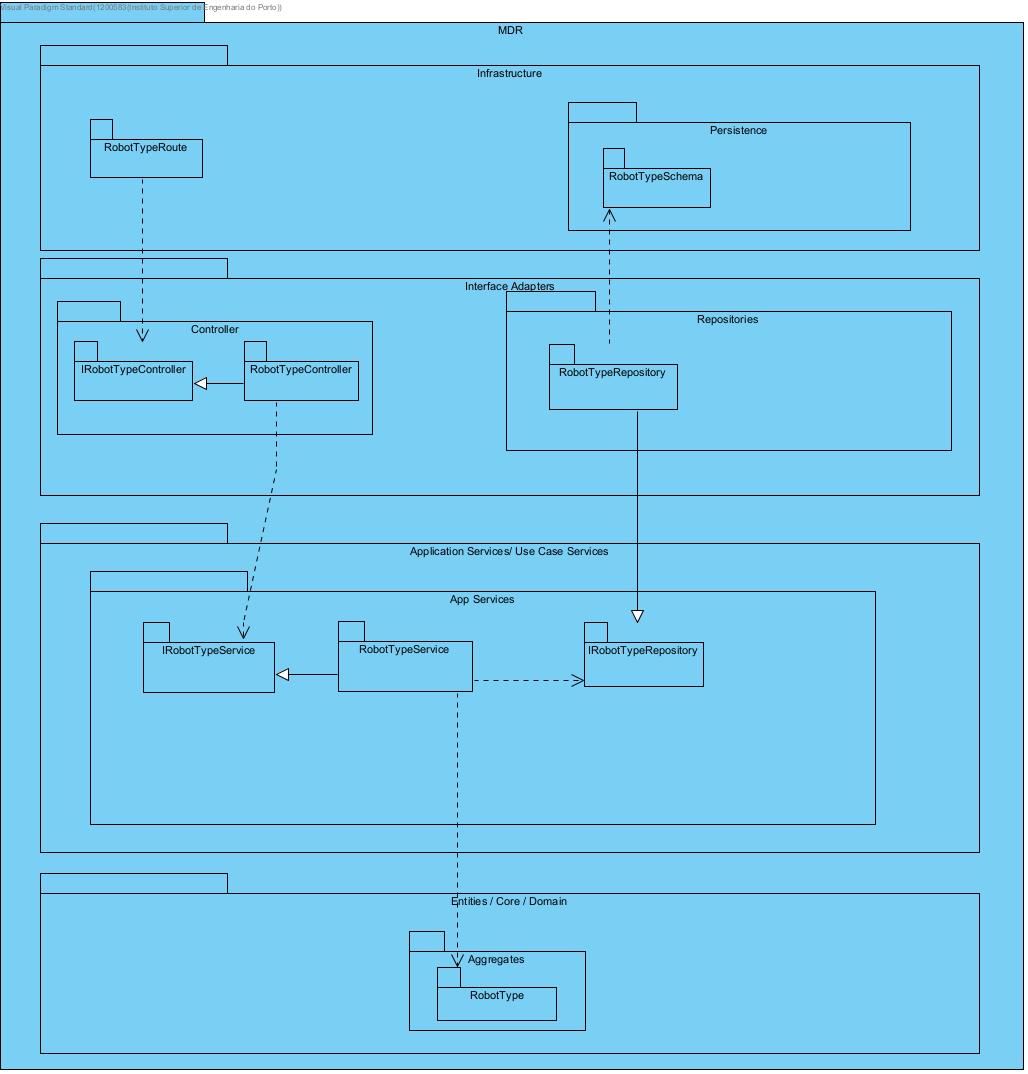 Visual Paradigm Standard(1200583(Instituto Superior de Engenharia do Porto))
MDR
Infrastructure
Persistence
RobotTypeRoute
RobotTypeSchema
Interface Adapters
Repositories
Controller
IRobotTypeController
RobotTypeController
RobotTypeRepository
Application Services/ Use Case Services
App Services
IRobotTypeService
RobotTypeService
IRobotTypeRepository
Entities / Core / Domain
Aggregates
RobotType